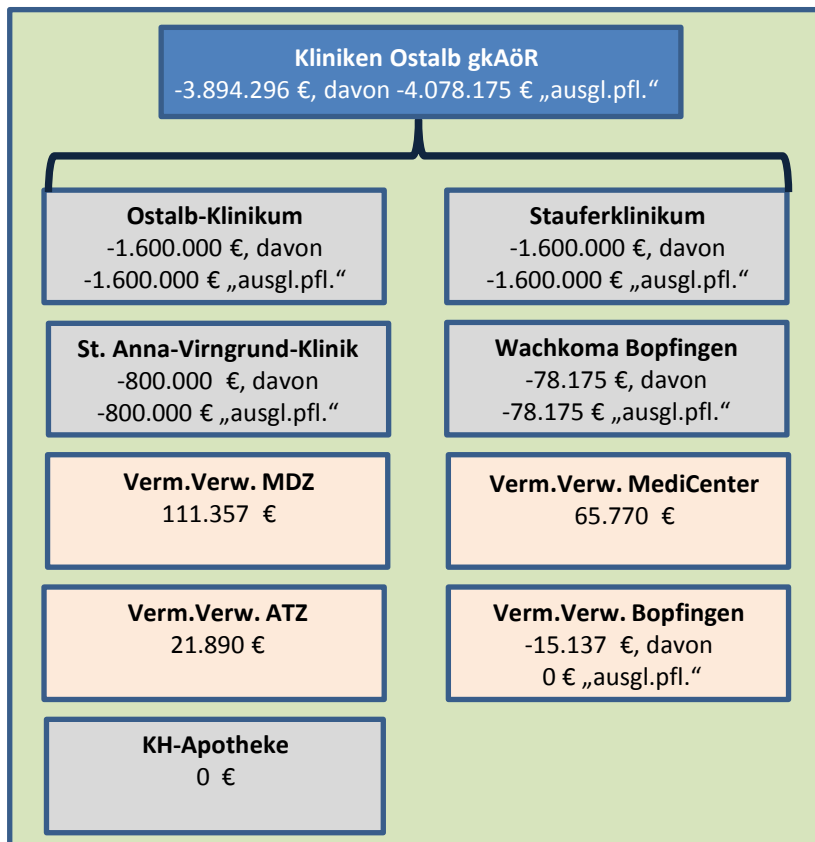 Kliniken Ostalb gkAöR
-3.894.296 €, davon -4.078.175 € „ausgl.pfl.“
Ostalb-Klinikum
-1.600.000 €, davon
-1.600.000 € „ausgl.pfl.“
Stauferklinikum
-1.600.000 €, davon
-1.600.000 € „ausgl.pfl.“
St. Anna-Virngrund-Klinik
-800.000 €, davon
-800.000 € „ausgl.pfl.“
Wachkoma Bopfingen
-78.175 €, davon
-78.175 € „ausgl.pfl.“
Verm.Verw. MDZ
111.357 €
Verm.Verw. MediCenter
65.770 €
Verm.Verw. ATZ
21.890 €
Verm.Verw. Bopfingen
-15.137 €, davon
0 € „ausgl.pfl.“
KH-Apotheke
0 €